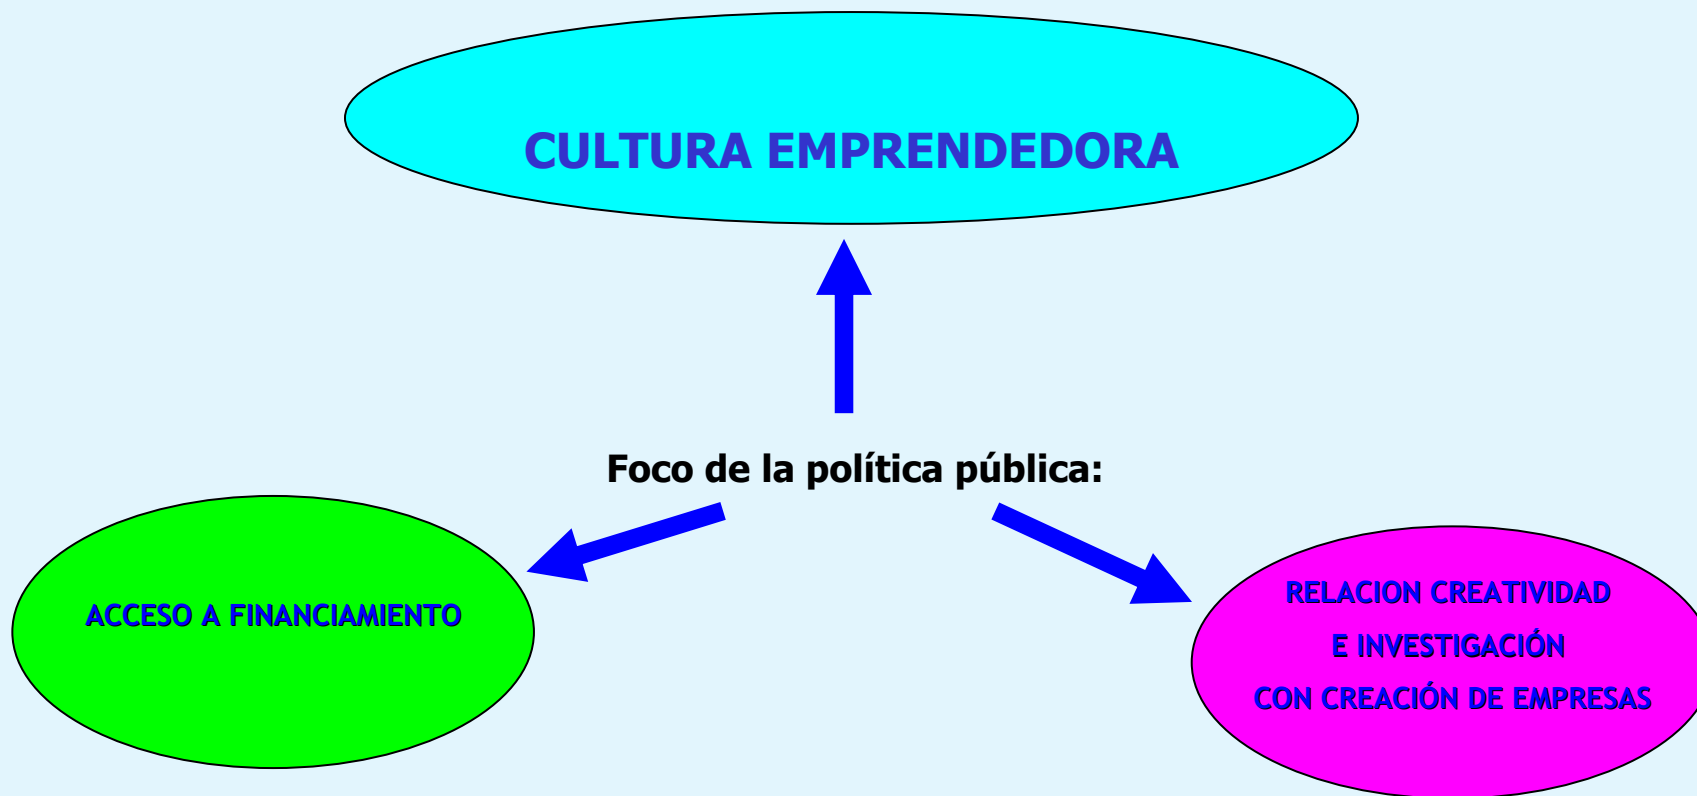 CULTURA EMPRENDEDORA
Foco de la política pública:
ACCESO A FINANCIAMIENTO
RELACION CREATIVIDAD
E INVESTIGACIÓN
CON CREACIÓN DE EMPRESAS